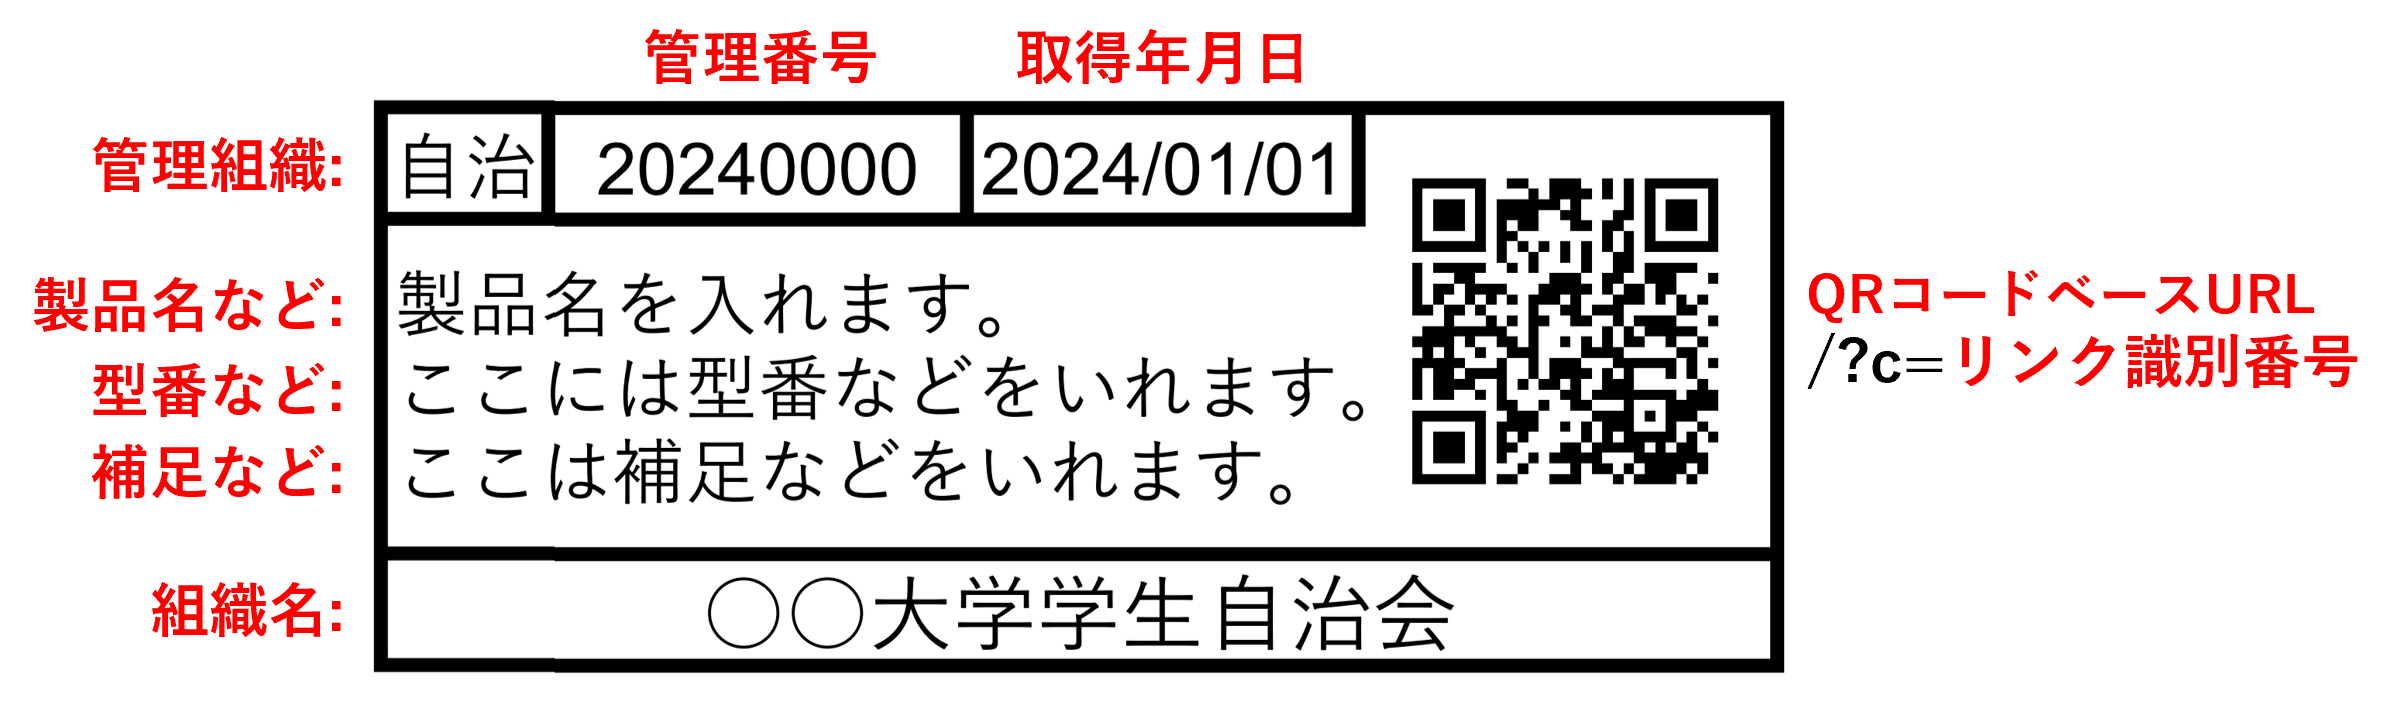 管理番号 取得年月日
管理組織: 自治 20240000 2024/01/01
製品名など: 製品名を入れます。
型番など: ここには型番などをいれます。
補足など: ここは補足などをいれます。
QRコードベースURL
/?c=リンク識別番号
組織名: ○○大学学生自治会